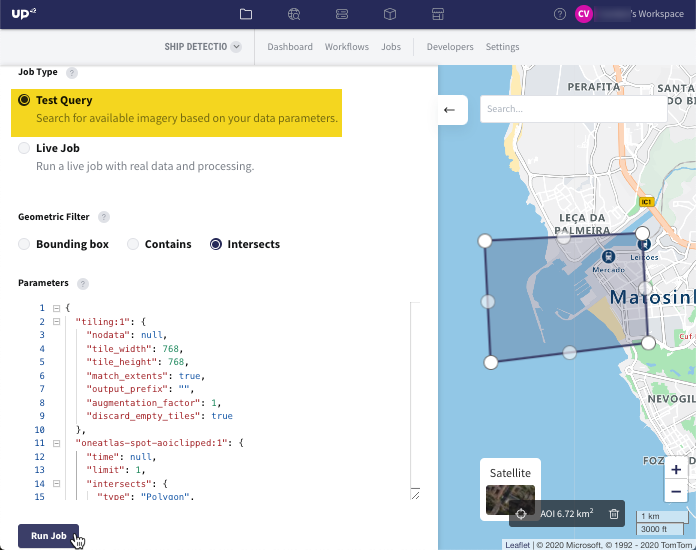 UP42
CV
's Workspace
SHIP DETECTIO
Dashboard
Workflows
Jobs
Developers
Settings
Job Type ?
Test Query
Search for available imagery based on your data parameters.
Live Job
Run a live job with real data and processing.
Geometric Filter ?
Bounding box
Contains
Intersects
Parameters ?
1 {
2 "tiling:1": {
3 "nodata": null,
4 "tile_width": 768,
5 "tile_height": 768,
6 "match_extents": true,
7 "output_prefix": "",
8 "augmentation_factor": 1,
9 "discard_empty_tiles": true
10 },
11 "oneatlas-spot-aoiclipped:1": {
12 "time": null,
13 "limit": 1,
14 "intersects": {
15 "type": "Polygon",
Run Job
PERAFITA
SANTA
DO BI
Search...
IC1
LEÇA DA
PALMEIRA
Leixões
Mercado
Matosinh
Cuf
NEVOGIL
FOZ
Satellite
AOI 6.72 km²
+
−
1 km
3000 ft
Leaflet | © 2020 Microsoft, © 1992 - 2020 TomTom